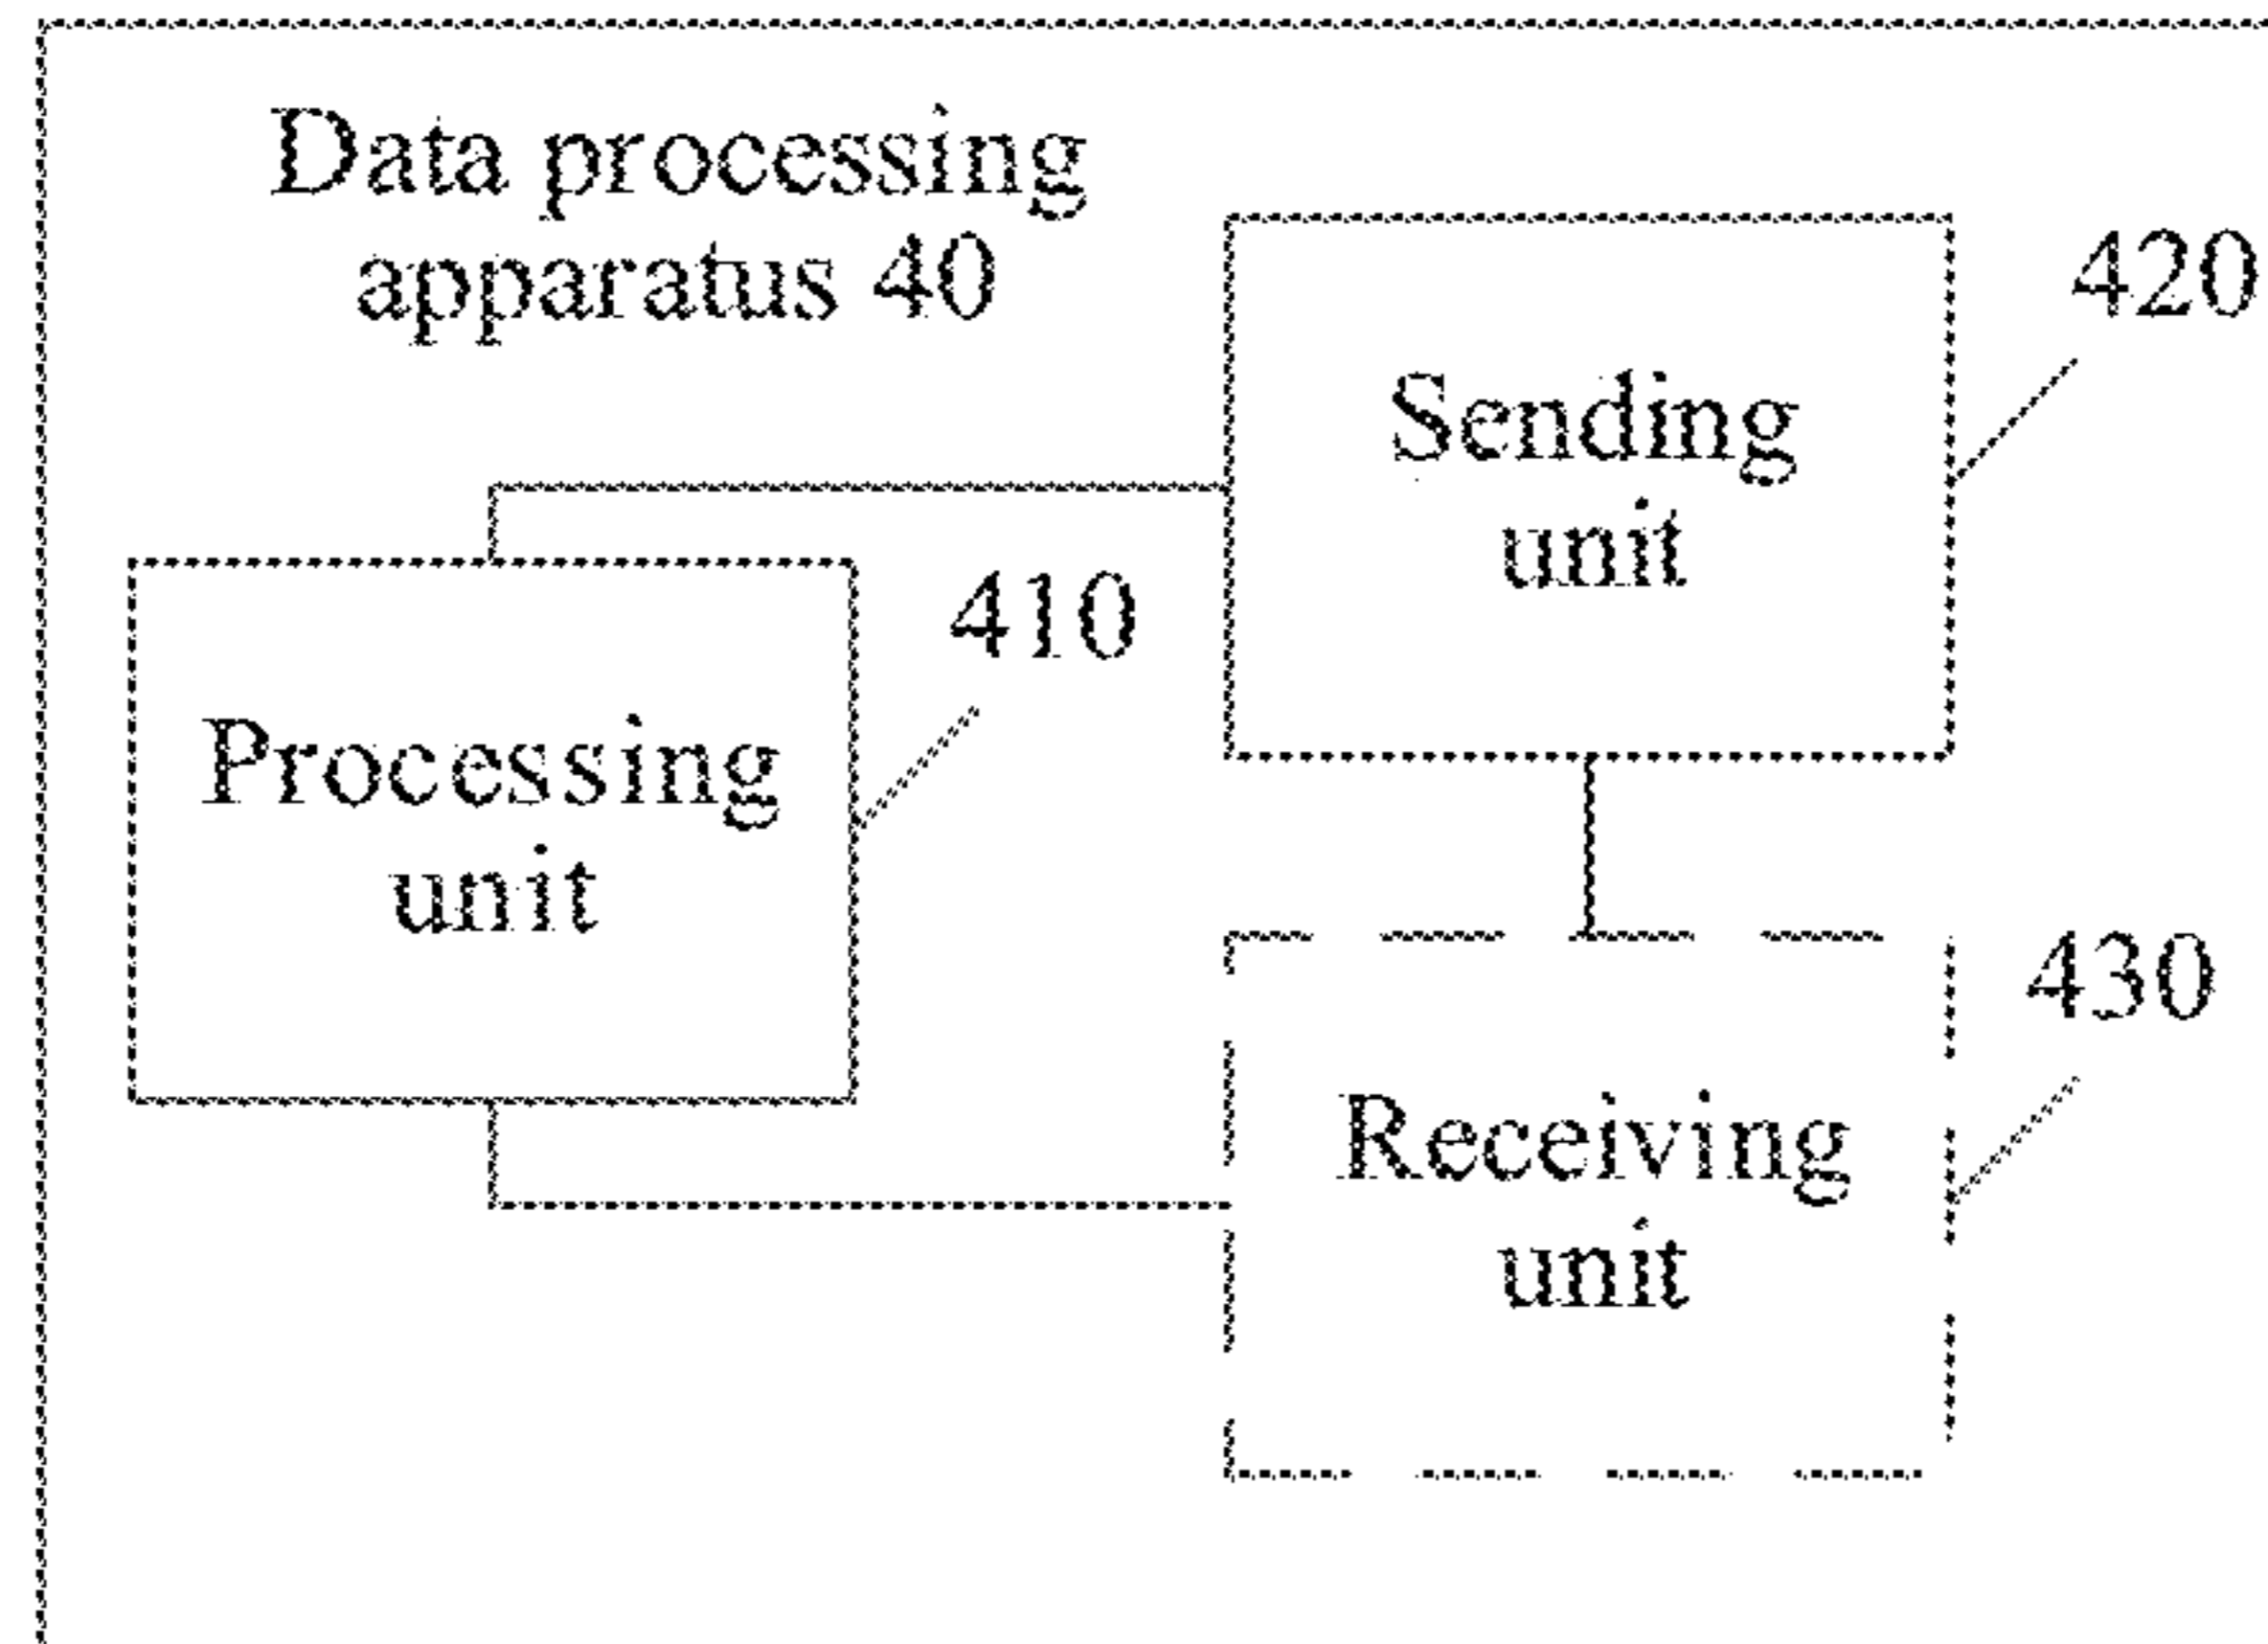 Data processing
apparatus 40
420
Sending
unit
410
Processing
unit
430
Receiving
unit